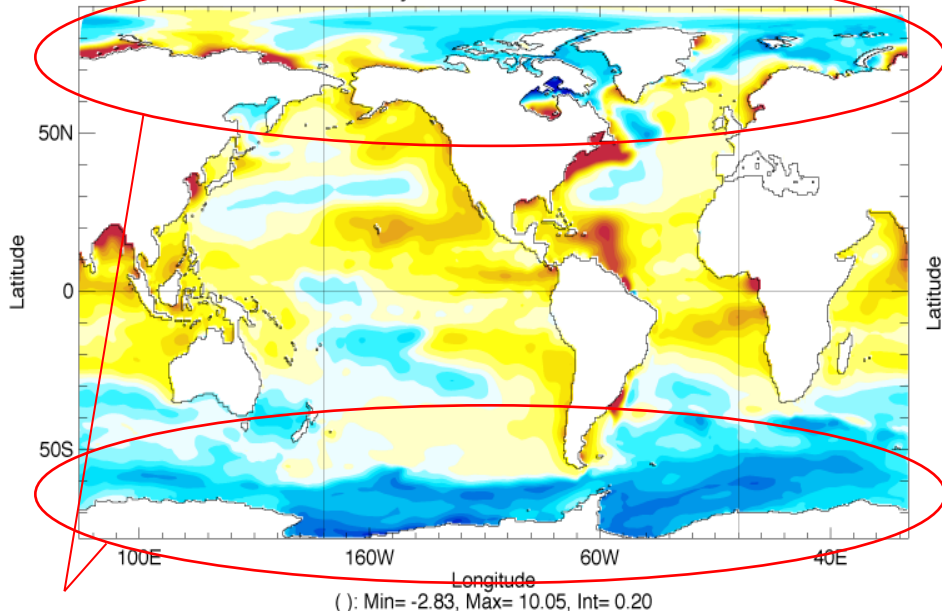 50N
0
50S
Latitude
Latitude
100E 160W 60W 40E
Longitude
( ): Min= -2.83, Max= 10.05, Int= 0.20